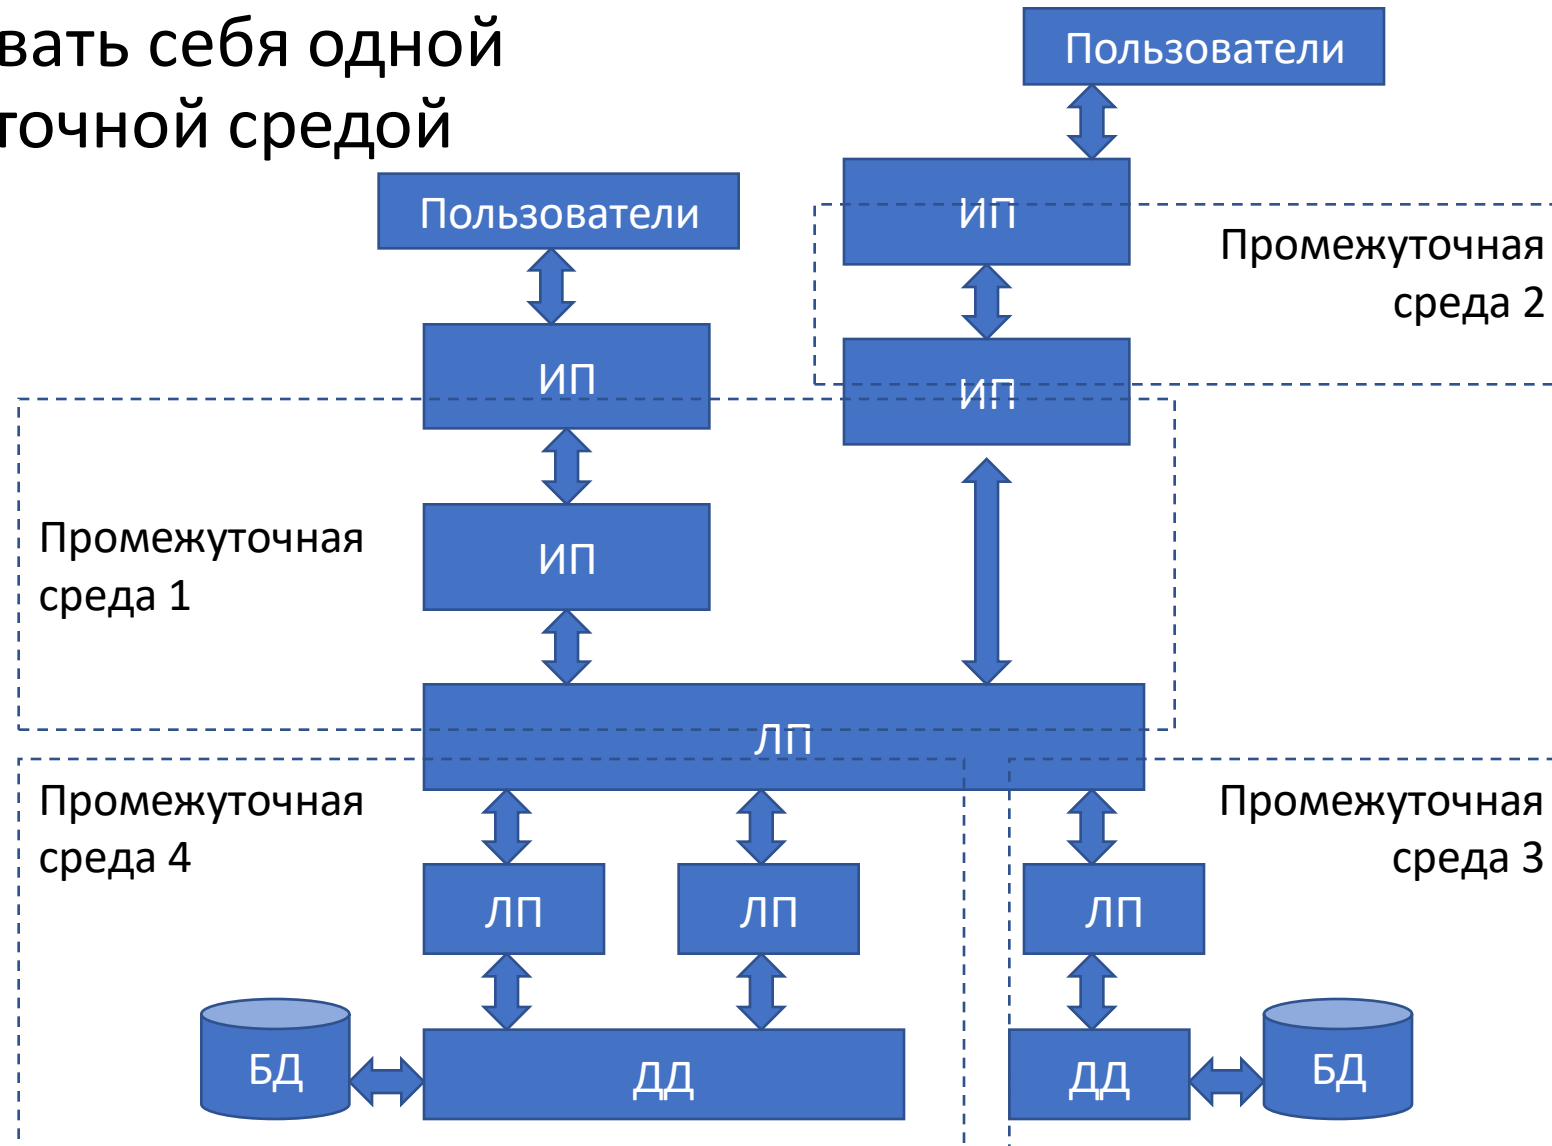 вать себя одной
точной средой
Пользователи
Пользователи
ИП
Промежуточная
среда 2
ИП
ИП
Промежуточная
среда 1
ИП
ЛП
Промежуточная
среда 4
Промежуточная
среда 3
ЛП
ЛП
ЛП
БД
ДД
ДД
БД